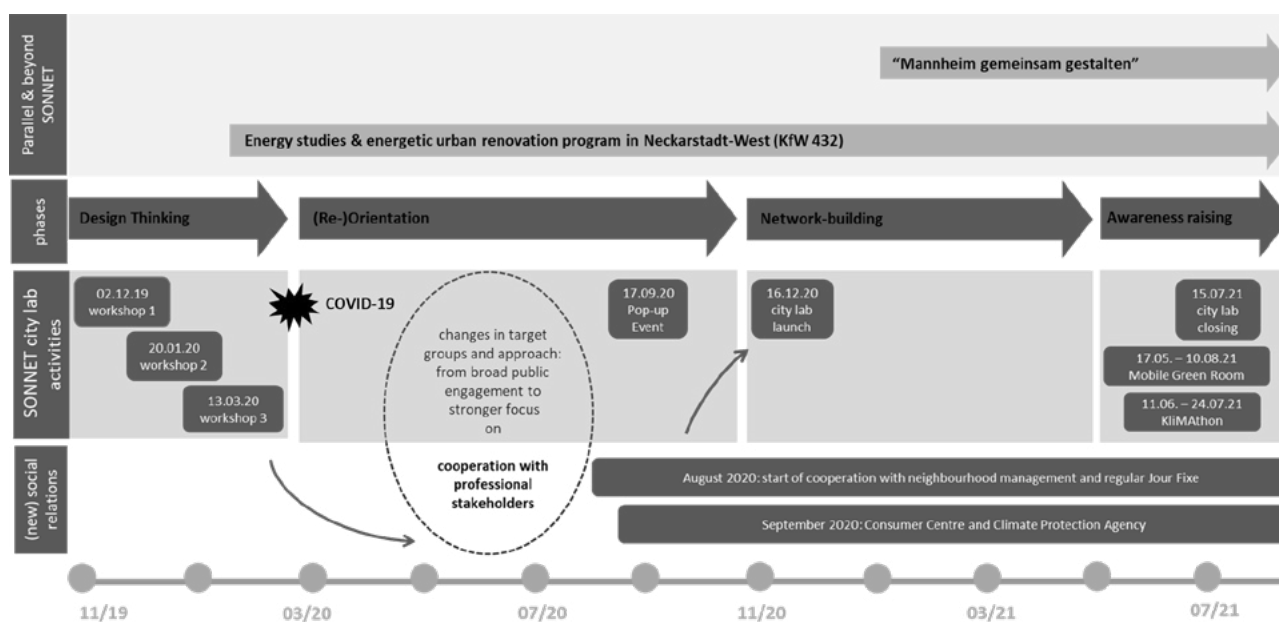 Parallel & beyond
SONNET
"Mannheim gemeinsam gestalten"
Energy studies & energetic urban renovation program in Neckarstadt-West (KfW 432)
phases
Design Thinking
(Re-)Orientation
Network-building
Awareness raising
SONNET city lab
activities
02.12.19
workshop 1
20.01.20
workshop 2
13.03.20
workshop 3
COVID-19
changes in target
groups and approach:
from broad public
engagement to
stronger focus
on
cooperation with
professional
stakeholders
17.09.20
Pop-up
Event
16.12.20
city lab
launch
15.07.21
city lab
closing
17.05. – 10.08.21
Mobile Green Room
11.06. – 24.07.21
KliMAthon
(new) social
relations
August 2020: start of cooperation with neighbourhood management and regular Jour Fixe
September 2020: Consumer Centre and Climate Protection Agency
11/19
03/20
07/20
11/20
03/21
07/21